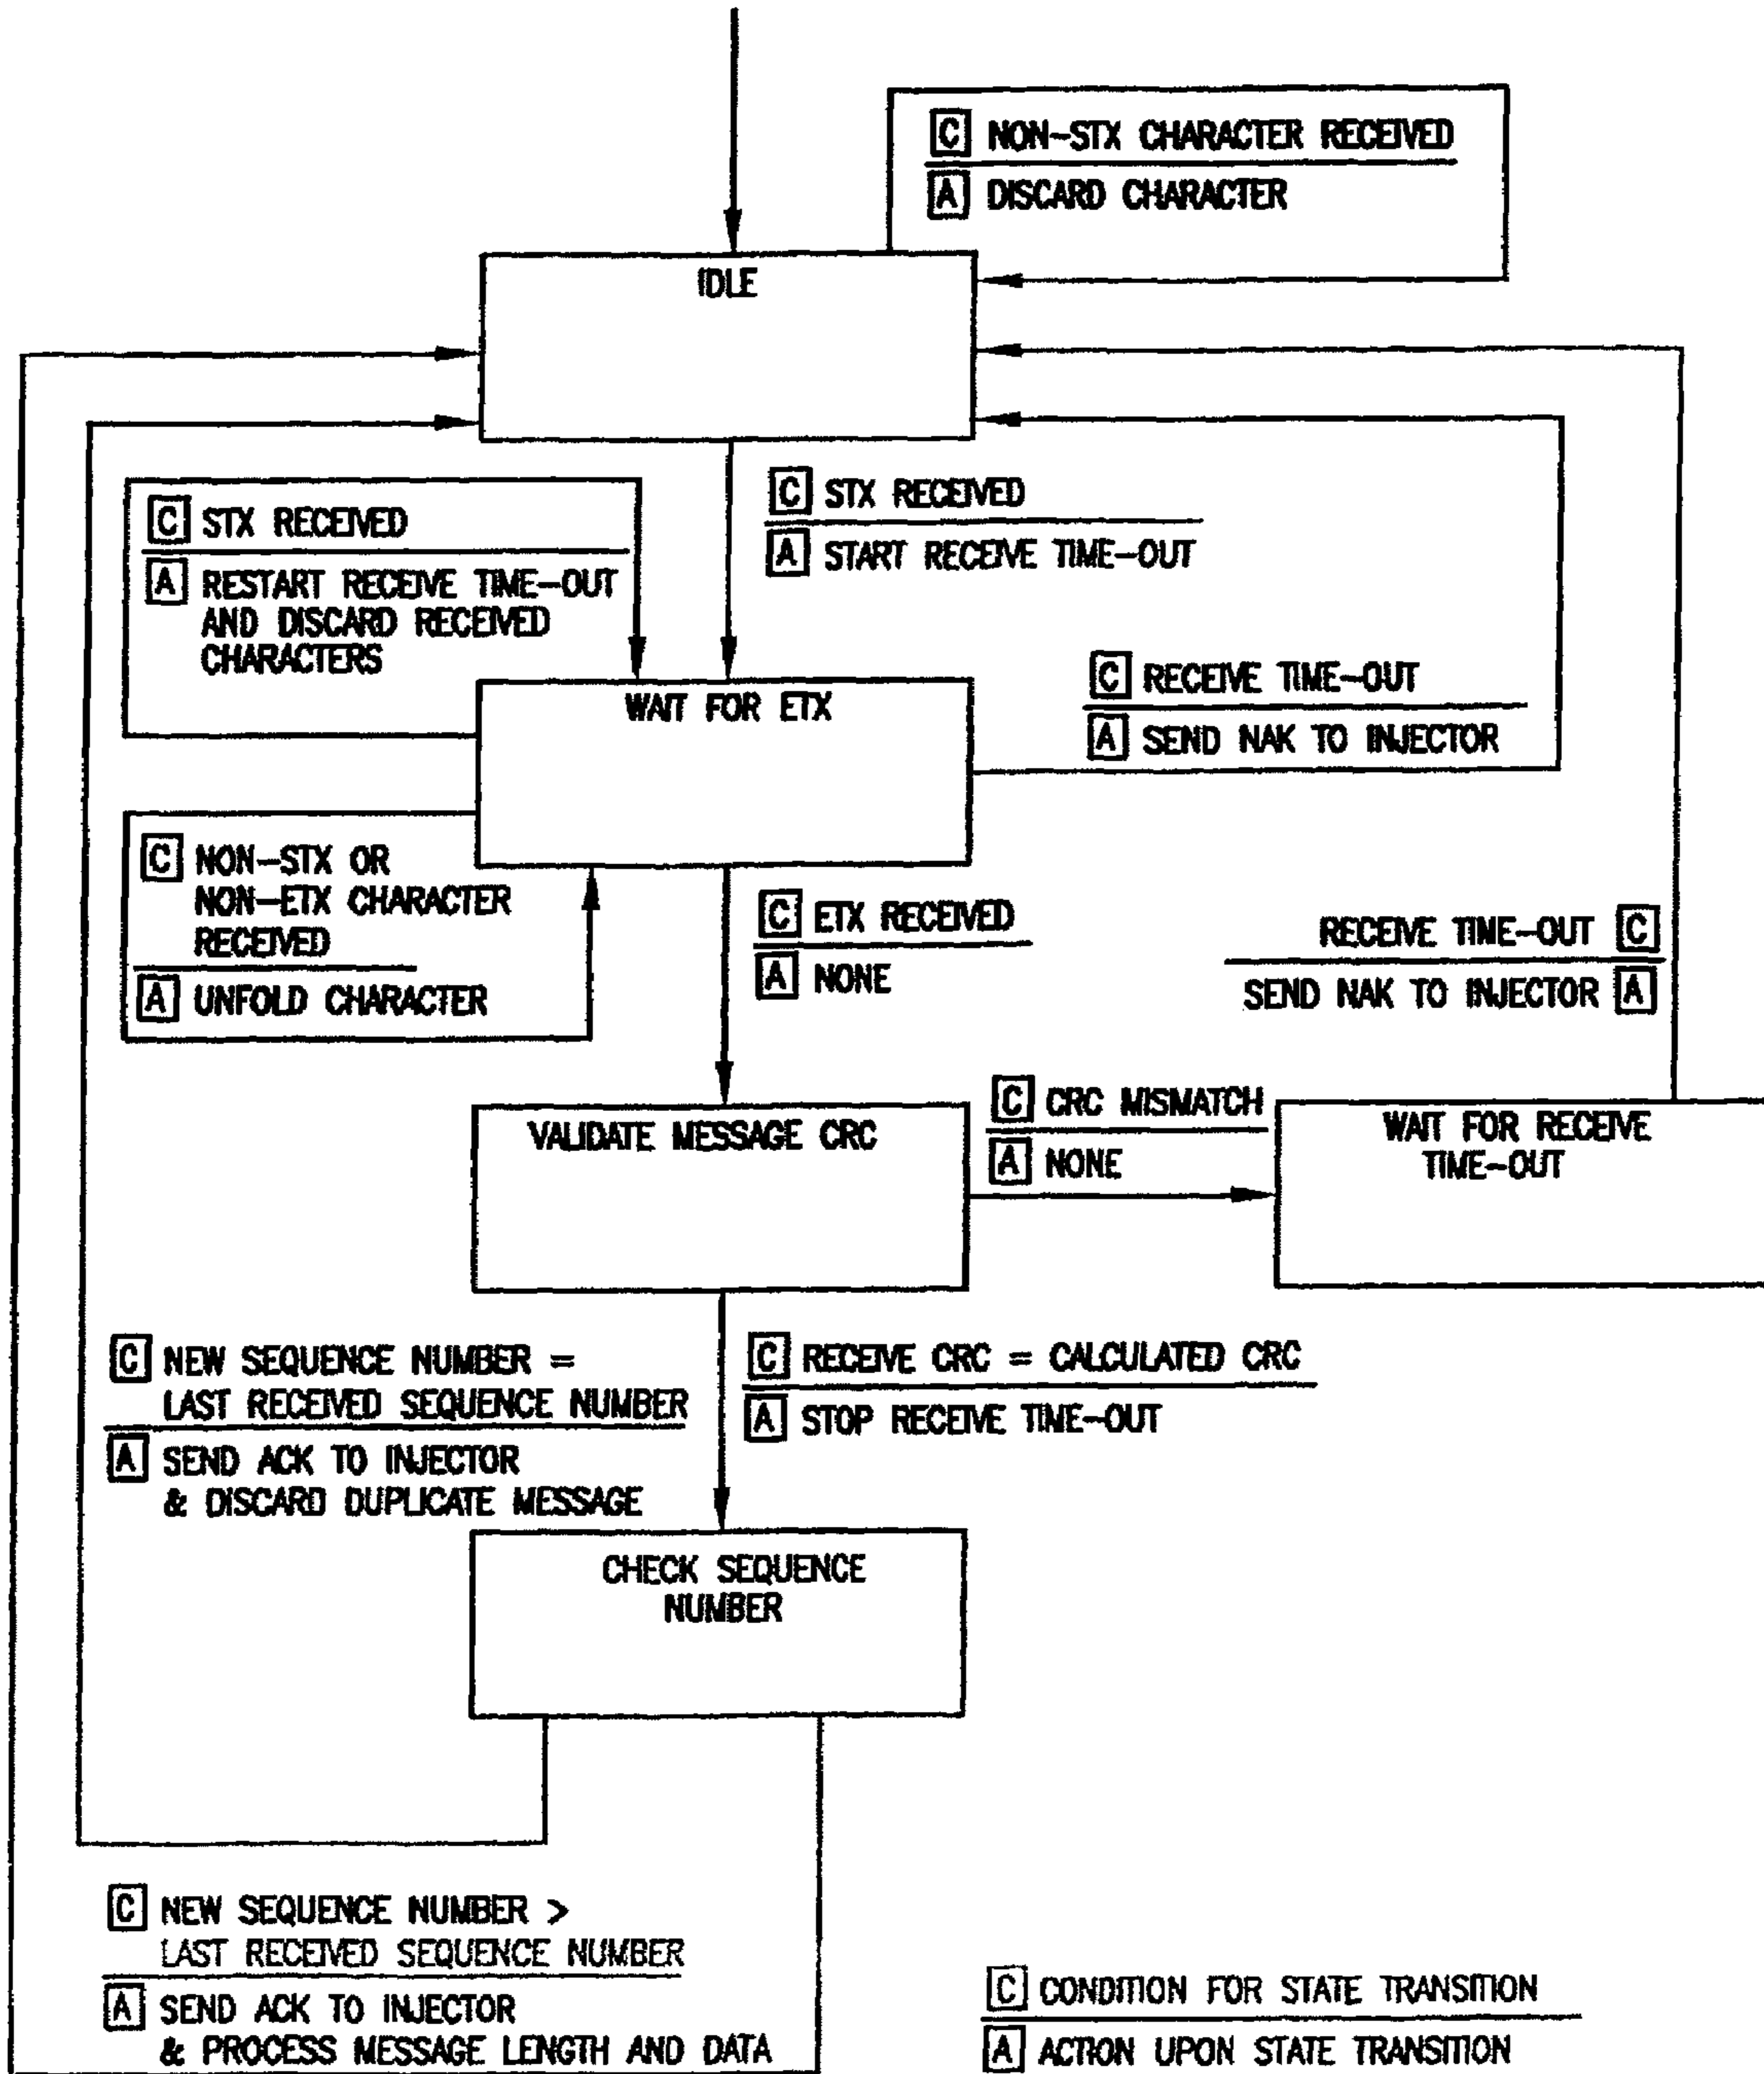 C NON-STX CHARACTER RECEIVED
A DISCARD CHARACTER
IDLE
C STX RECEIVED
A START RECEIVE TIME-OUT
C STX RECEIVED
A RESTART RECEIVE TIME-OUT
AND DISCARD RECEIVED
CHARACTERS
C RECEIVE TIME-OUT
A SEND NAK TO INJECTOR
WAIT FOR ETX
C NON-STX OR
NON-ETX CHARACTER
RECEIVED
A UNFOLD CHARACTER
C ETX RECEIVED
A NONE
RECEIVE TIME-OUT C
SEND NAK TO INJECTOR A
VALIDATE MESSAGE CRC
C CRC MISMATCH
A NONE
WAIT FOR RECEIVE
TIME-OUT
C NEW SEQUENCE NUMBER =
LAST RECEIVED SEQUENCE NUMBER
A SEND ACK TO INJECTOR
& DISCARD DUPLICATE MESSAGE
C RECEIVE CRC = CALCULATED CRC
A STOP RECEIVE TIME-OUT
CHECK SEQUENCE
NUMBER
C NEW SEQUENCE NUMBER >
LAST RECEIVED SEQUENCE NUMBER
A SEND ACK TO INJECTOR
& PROCESS MESSAGE LENGTH AND DATA
C CONDITION FOR STATE TRANSITION
A ACTION UPON STATE TRANSITION